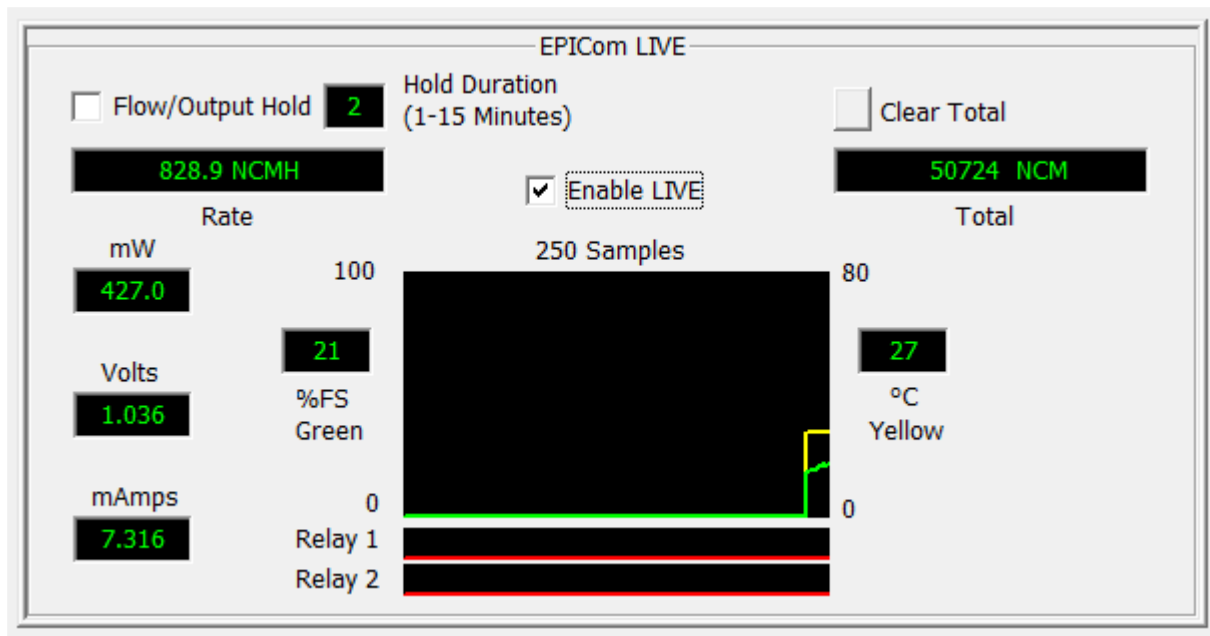 EPICom LIVE
Flow/Output Hold
2
Hold Duration
(1-15 Minutes)
Clear Total
828.9 NCMH
Rate
Enable LIVE
50724 NCM
Total
mW
427.0
250 Samples
100
80
21
%FS
Green
27
°C
Yellow
Volts
1.036
mAmps
7.316
0
0
Relay 1
Relay 2